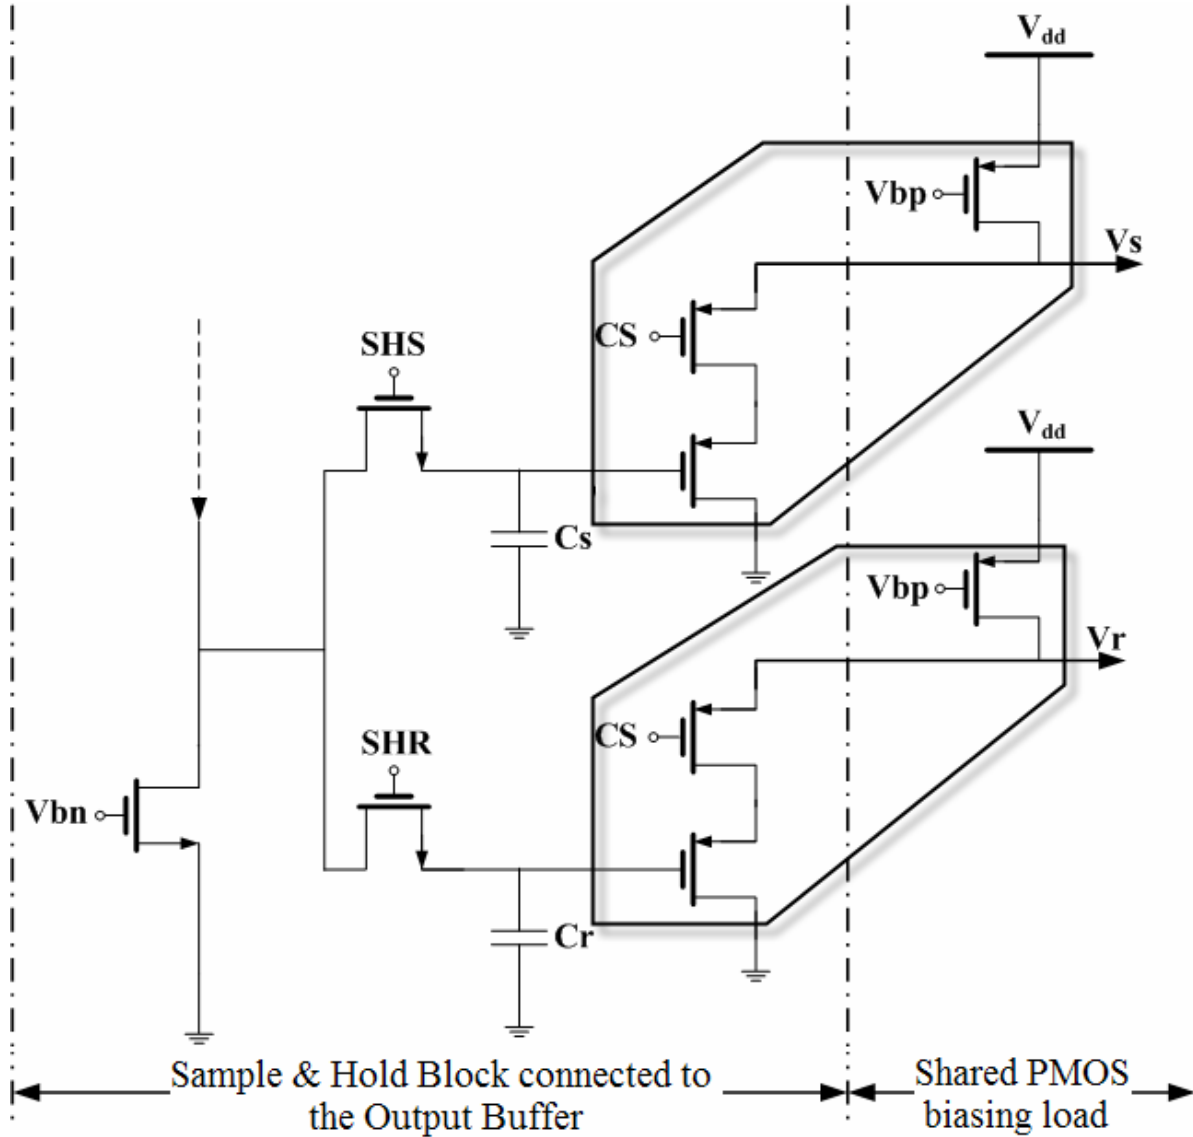 Vdd
Vbp
Vs
CS
SHS
Cs
Vdd
Vbp
Vr
CS
SHR
Vbn
Cr
Sample & Hold Block connected to
the Output Buffer
Shared PMOS
biasing load